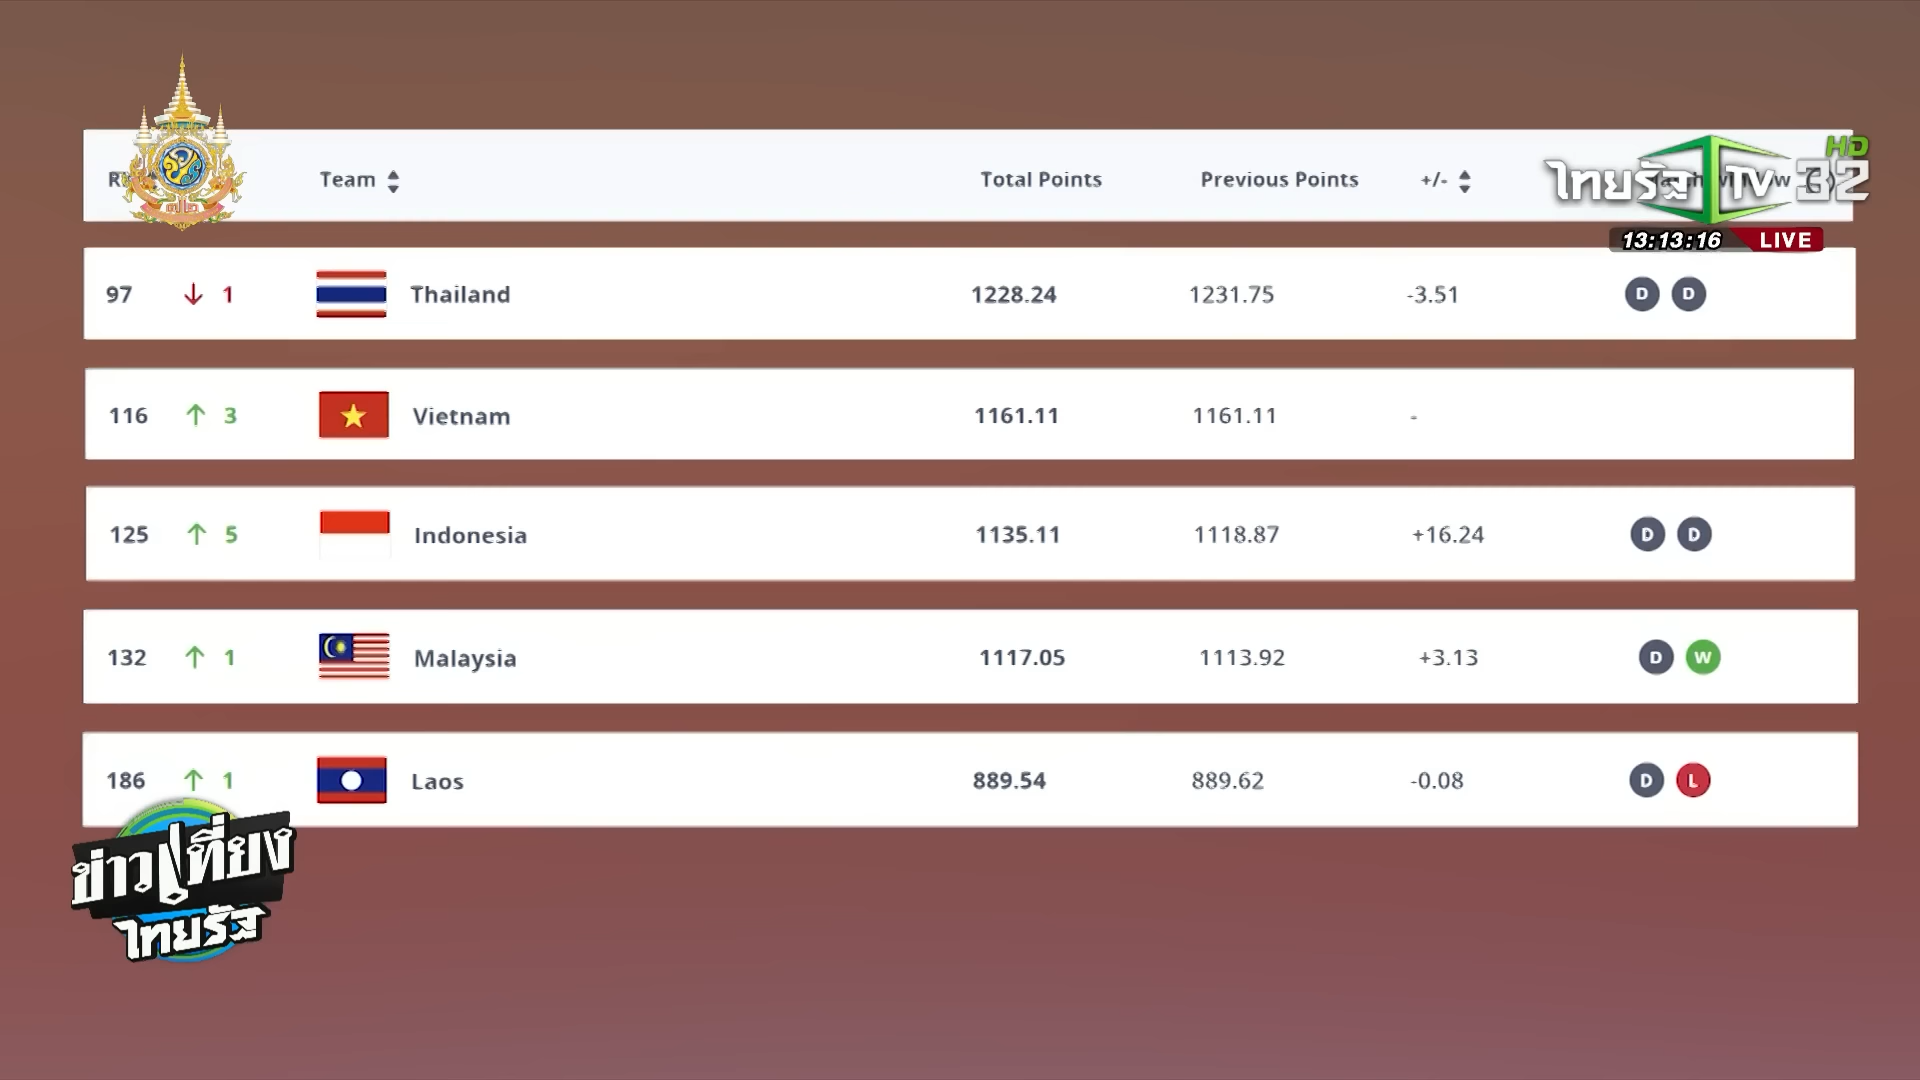 Team Total Points Previous Points +/-
ไทยรัฐ TV 32 HD
13:13:16 LIVE
97 1 Thailand 1228.24 1231.75 -3.51 D D
116 3 Vietnam 1161.11 1161.11 -
125 5 Indonesia 1135.11 1118.87 +16.24 D D
132 1 Malaysia 1117.05 1113.92 +3.13 D W
186 1 Laos 889.54 889.62 -0.08 D L
ข่าวเที่ยง
ไทยรัฐ